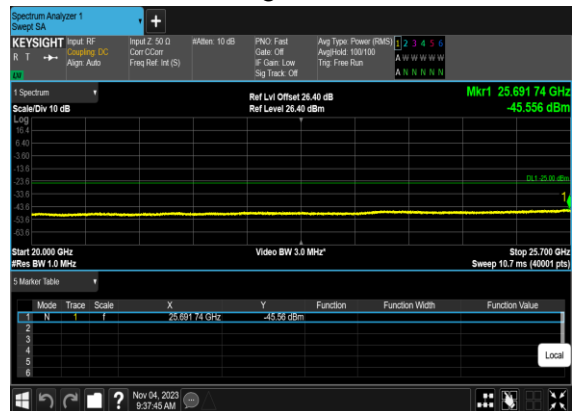 Spectrum Analyzer 1
Swept SA
KEYSIGHT Input: RF Input Z: 50 Ω #Atten: 10 dB PNO: Fast Avg Type: Power (RMS) 1 2 3 4 5 6
R T Coupling: DC Corr CCorr Gate: Off Avg|Hold: 100/100 A W W W W W
Align: Auto Freq Ref: Int (S) IF Gain: Low Trig: Free Run
LW Sig Track: Off A N N N N N
1 Spectrum Ref Lvl Offset 26.40 dB Mkr1 25.691 74 GHz
Scale/Div 10 dB Ref Level 26.40 dBm -45.556 dBm
Log
16.4
6.40
-3.60
-13.6
-23.6 DL1 -25.00 dBm
-33.6 1
-43.6
-53.6
-63.6
Start 20.000 GHz Video BW 3.0 MHz* Stop 25.700 GHz
#Res BW 1.0 MHz Sweep 10.7 ms (40001 pts)
5 Marker Table
Mode Trace Scale X Y Function Function Width Function Value
1 N 1 f 25.691 74 GHz -45.56 dBm
2
3
4
5
6
Local
? Nov 04, 2023
9:37:45 AM